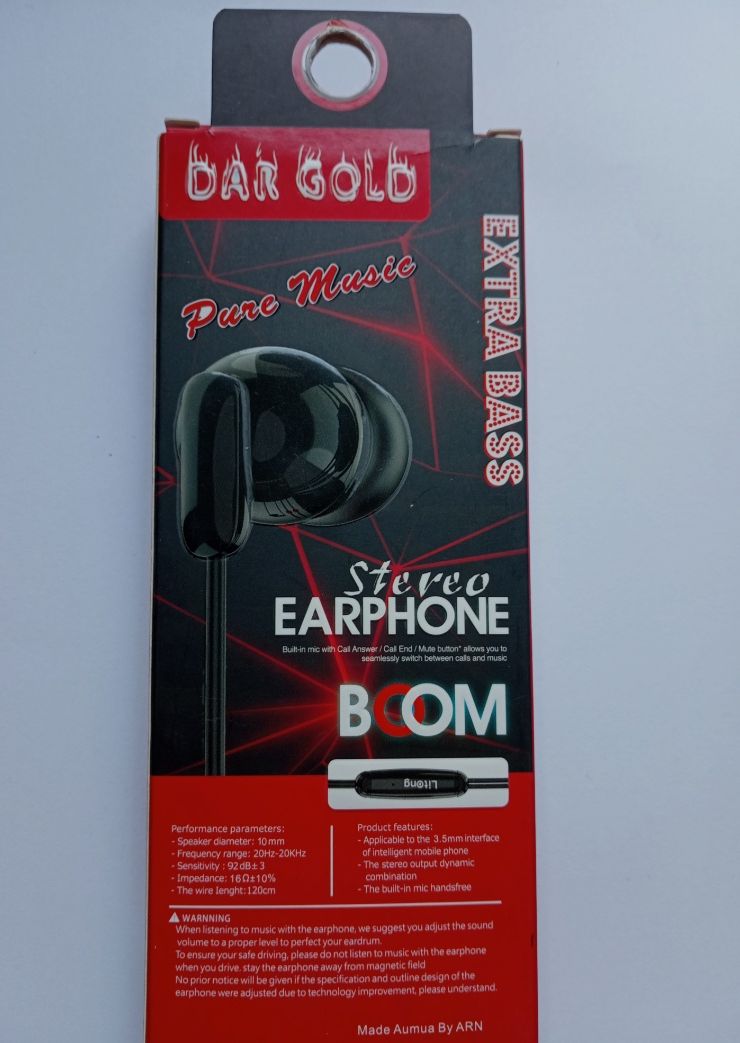 DAR GOLD
Pure Music
EXTRA BASS
Stereo
EARPHONE
Built-in mic with Call Answer / Call End / Mute button* allows you to
seamlessly switch between calls and music
BOOM
LitOng
Performance parameters:
- Speaker diameter: 10mm
- Frequency range: 20Hz-20KHz
- Sensitivity : 92dB±3
- Impedance: 16Ω±10%
- The wire lenght:120cm
Product features:
- Applicable to the 3.5mm interface
of intelligent mobile phone
- The stereo output dynamic
combination
- The built-in mic handsfree
WARNNING
When listening to music with the earphone, we suggest you adjust the sound
volume to a proper level to perfect your eardrum.
To ensure your safe driving, please do not listen to music with the earphone
when you drive. stay the earphone away from magnetic field
No prior notice will be given if the specification and outline design of the
earphone were adjusted due to technology improvement, please understand.
Made Aumua By ARN